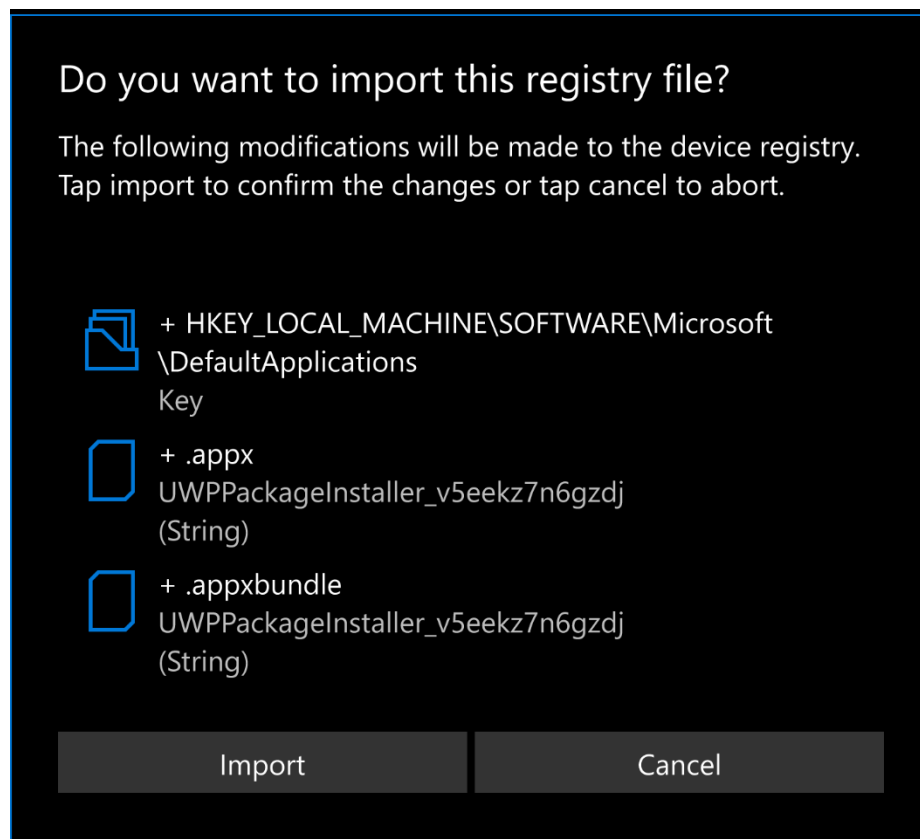 Do you want to import this registry file?
The following modifications will be made to the device registry.
Tap import to confirm the changes or tap cancel to abort.
+ HKEY_LOCAL_MACHINE\SOFTWARE\Microsoft
\DefaultApplications
Key
+ .appx
UWPPackageInstaller_v5eekz7n6gzdj
(String)
+ .appxbundle
UWPPackageInstaller_v5eekz7n6gzdj
(String)
Import
Cancel